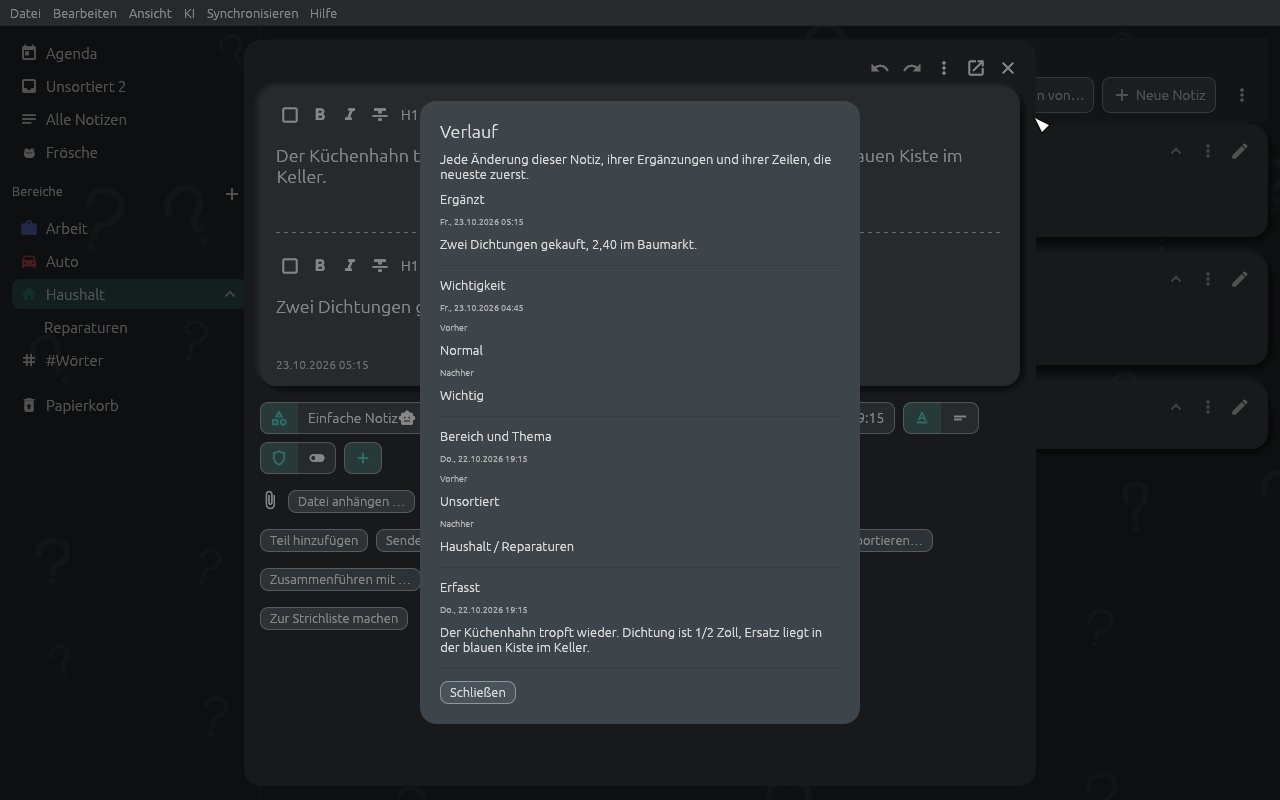 Datei Bearbeiten Ansicht KI Synchronisieren Hilfe
Agenda
Unsortiert 2
Alle Notizen
Frösche
Bereiche
Arbeit
Auto
Haushalt
Reparaturen
#Wörter
Papierkorb
n von…
Neue Notiz
B I H1
Der Küchenhahn t
auen Kiste im
Keller.
B I H1
Zwei Dichtungen g
23.10.2026 05:15
Einfache Notiz
9:15
Datei anhängen …
Teil hinzufügen
Sende
portieren…
Zusammenführen mit …
Zur Strichliste machen
Verlauf
Jede Änderung dieser Notiz, ihrer Ergänzungen und ihrer Zeilen, die
neueste zuerst.
Ergänzt
Fr., 23.10.2026 05:15
Zwei Dichtungen gekauft, 2,40 im Baumarkt.
Wichtigkeit
Fr., 23.10.2026 04:45
Vorher
Normal
Nachher
Wichtig
Bereich und Thema
Do., 22.10.2026 19:15
Vorher
Unsortiert
Nachher
Haushalt / Reparaturen
Erfasst
Do., 22.10.2026 19:15
Der Küchenhahn tropft wieder. Dichtung ist 1/2 Zoll, Ersatz liegt in
der blauen Kiste im Keller.
Schließen